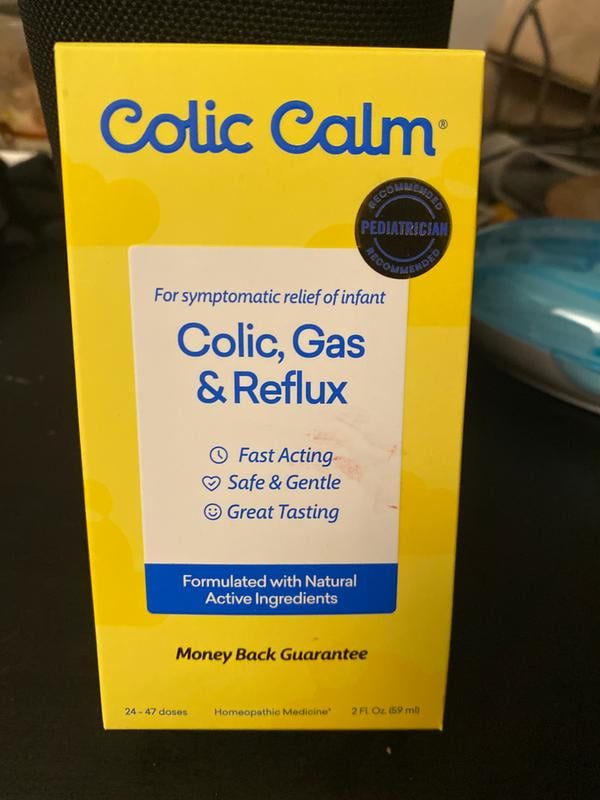 Colic Calm®
RECOMMENDED
PEDIATRICIAN
RECOMMENDED
For symptomatic relief of infant
Colic, Gas
& Reflux
Fast Acting
Safe & Gentle
Great Tasting
Formulated with Natural
Active Ingredients
Money Back Guarantee
24 - 47 doses Homeopathic Medicine* 2 Fl. Oz. (59 ml)